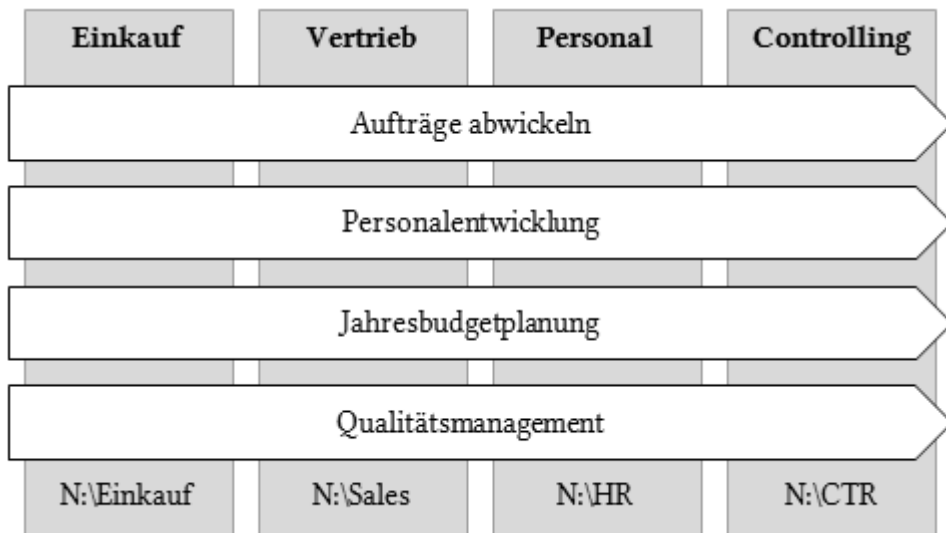 Einkauf Vertrieb Personal Controlling
Aufträge abwickeln
Personalentwicklung
Jahresbudgetplanung
Qualitätsmanagement
N:\Einkauf N:\Sales N:\HR N:\CTR